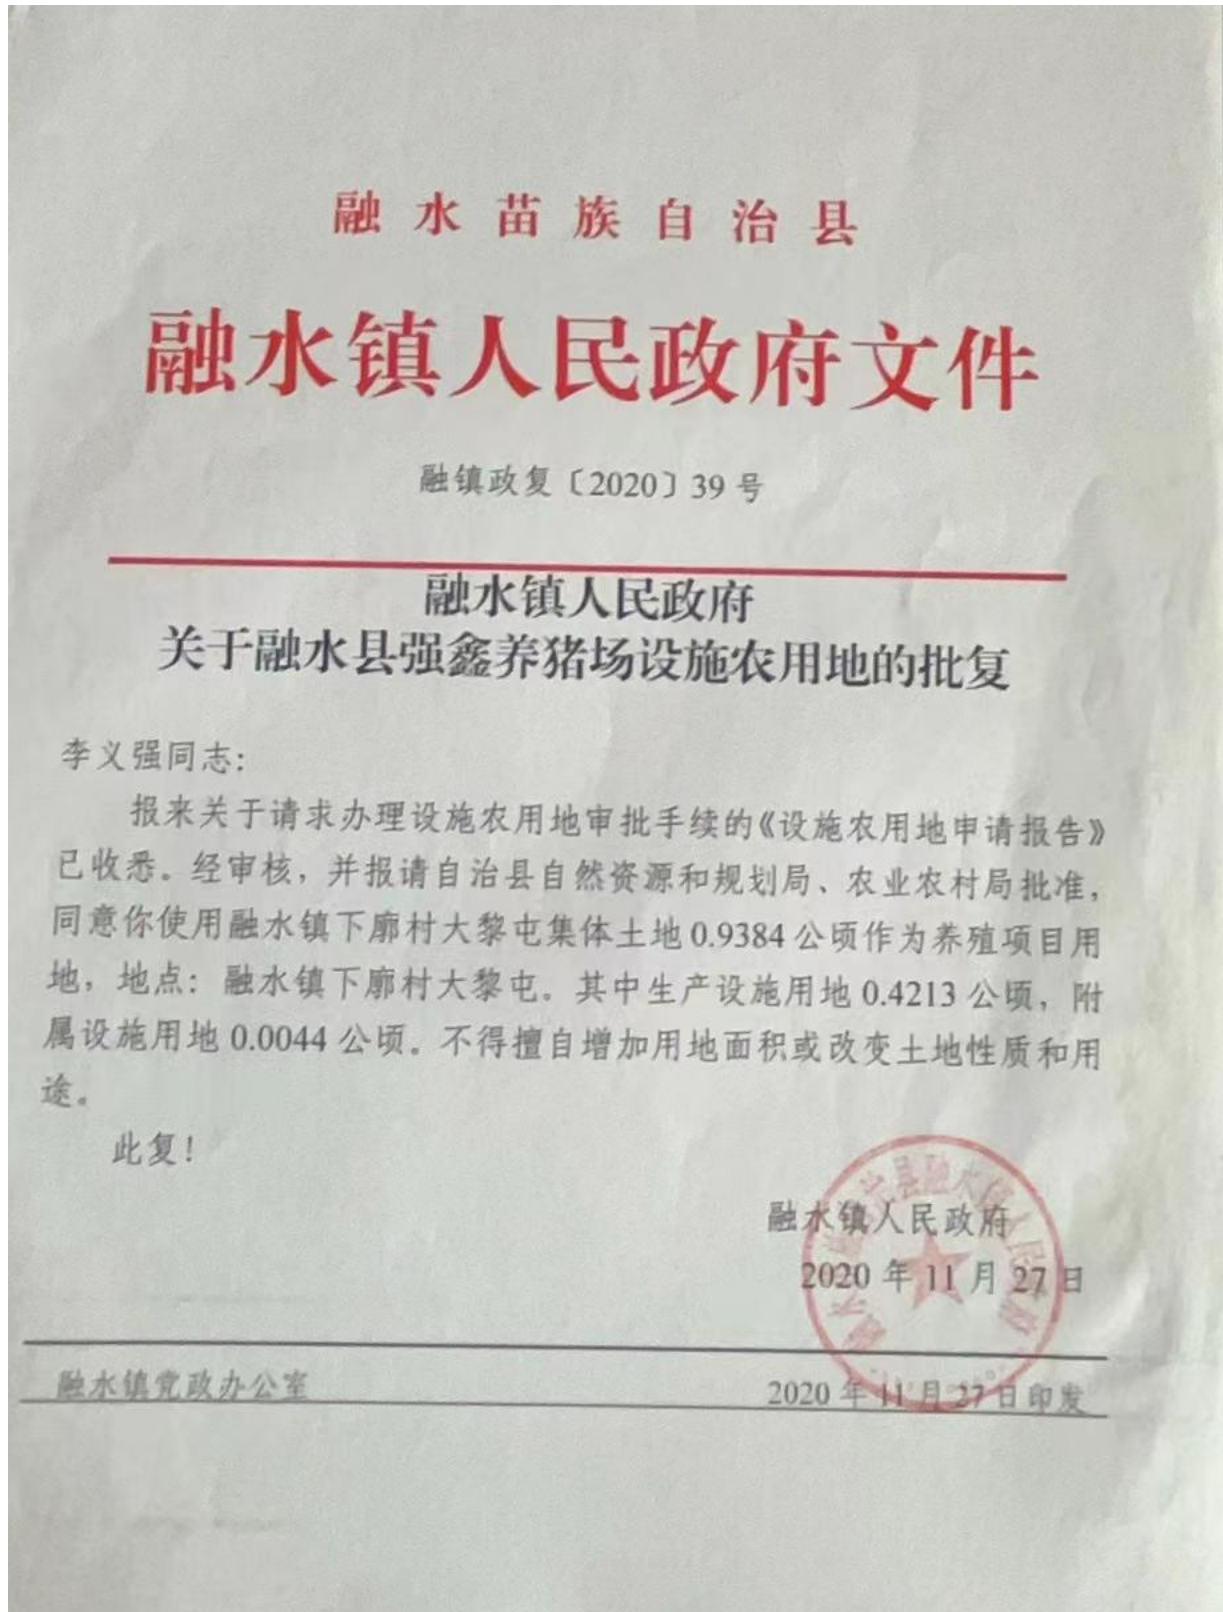 融水苗族自治县
融水镇人民政府文件
融镇政复〔2020〕39号
融水镇人民政府
关于融水县强鑫养猪场设施农用地的批复
李义强同志：
报来关于请求办理设施农用地审批手续的《设施农用地申请报告》
已收悉。经审核，并报请自治县自然资源和规划局、农业农村局批准，
同意你使用融水镇下廓村大黎屯集体土地0.9384公顷作为养殖项目用
地，地点：融水镇下廓村大黎屯。其中生产设施用地0.4213公顷，附
属设施用地0.0044公顷。不得擅自增加用地面积或改变土地性质和用
途。
此复！
融水镇人民政府
2020年11月27日
融水镇党政办公室
2020年11月27日印发